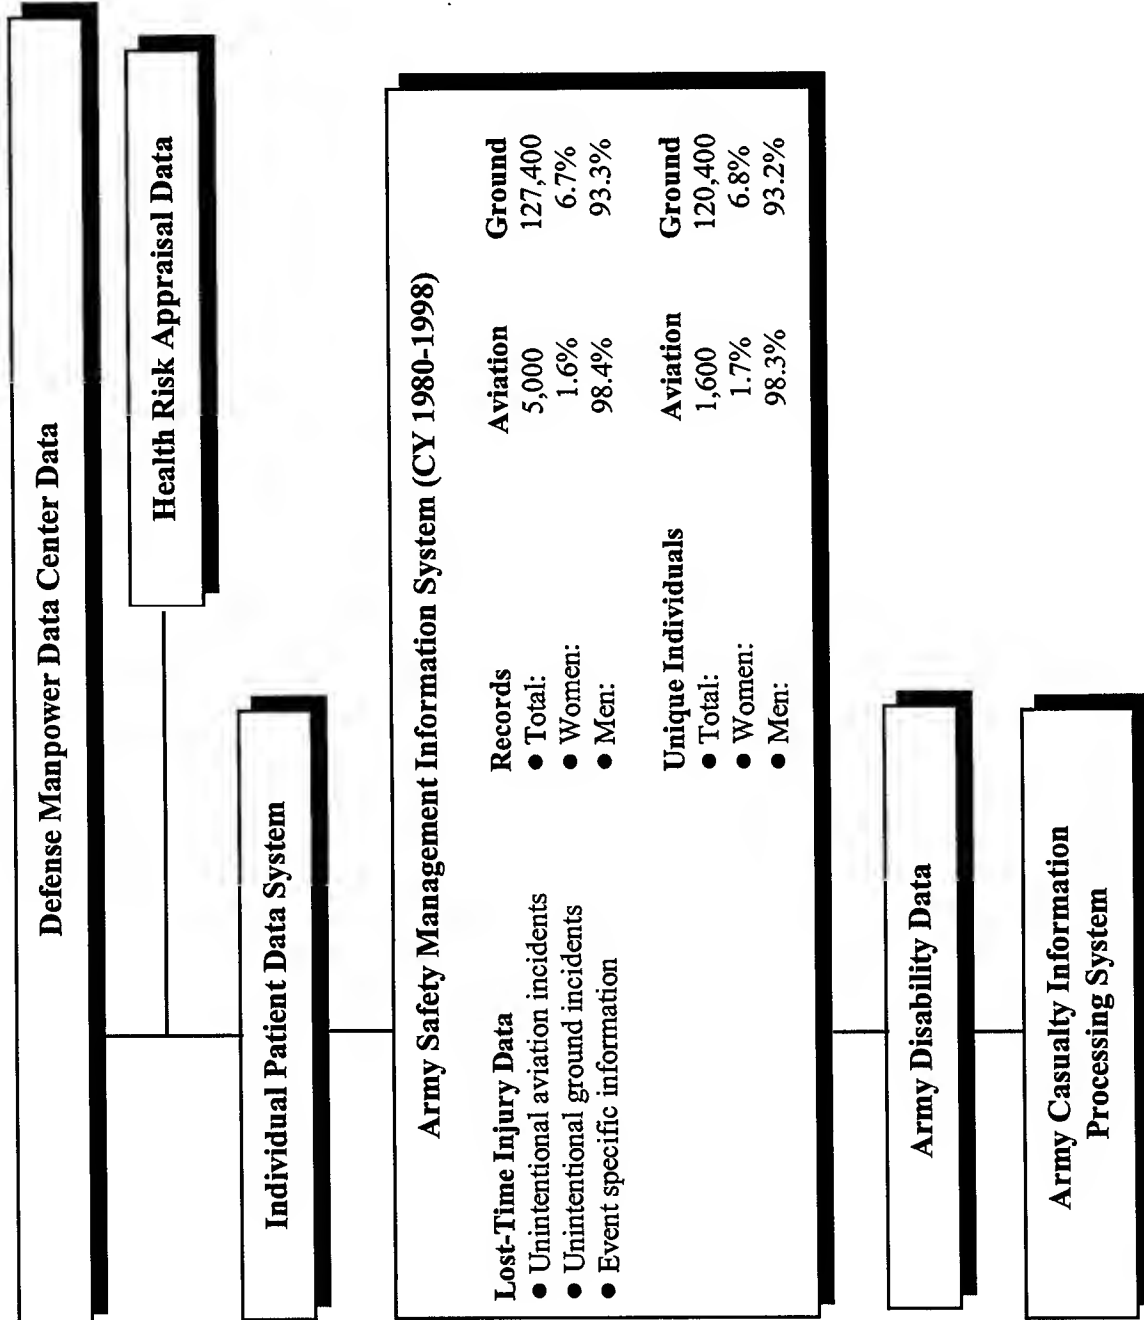 Defense Manpower Data Center Data
Health Risk Appraisal Data
Individual Patient Data System
Army Safety Management Information System (CY 1980-1998)
Lost-Time Injury Data
● Unintentional aviation incidents
● Unintentional ground incidents
● Event specific information
Records Aviation Ground
● Total: 5,000 127,400
● Women: 1.6% 6.7%
● Men: 98.4% 93.3%
Unique Individuals Aviation Ground
● Total: 1,600 120,400
● Women: 1.7% 6.8%
● Men: 98.3% 93.2%
Army Disability Data
Army Casualty Information
Processing System